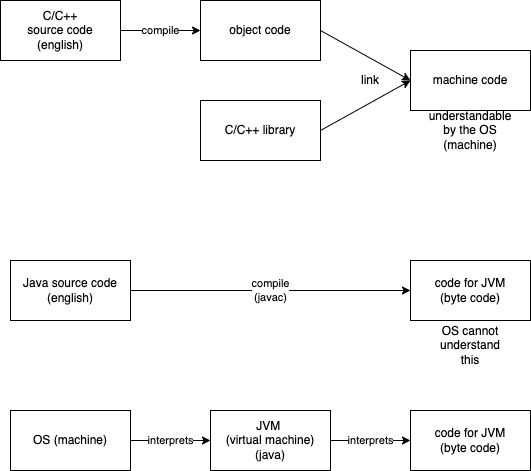 C/C++
source code
(english)
compile
object code
link
C/C++ library
machine code
understandable
by the OS
(machine)
Java source code
(english)
compile
(javac)
code for JVM
(byte code)
OS cannot
understand
this
OS (machine)
interprets
JVM
(virtual machine)
(java)
interprets
code for JVM
(byte code)